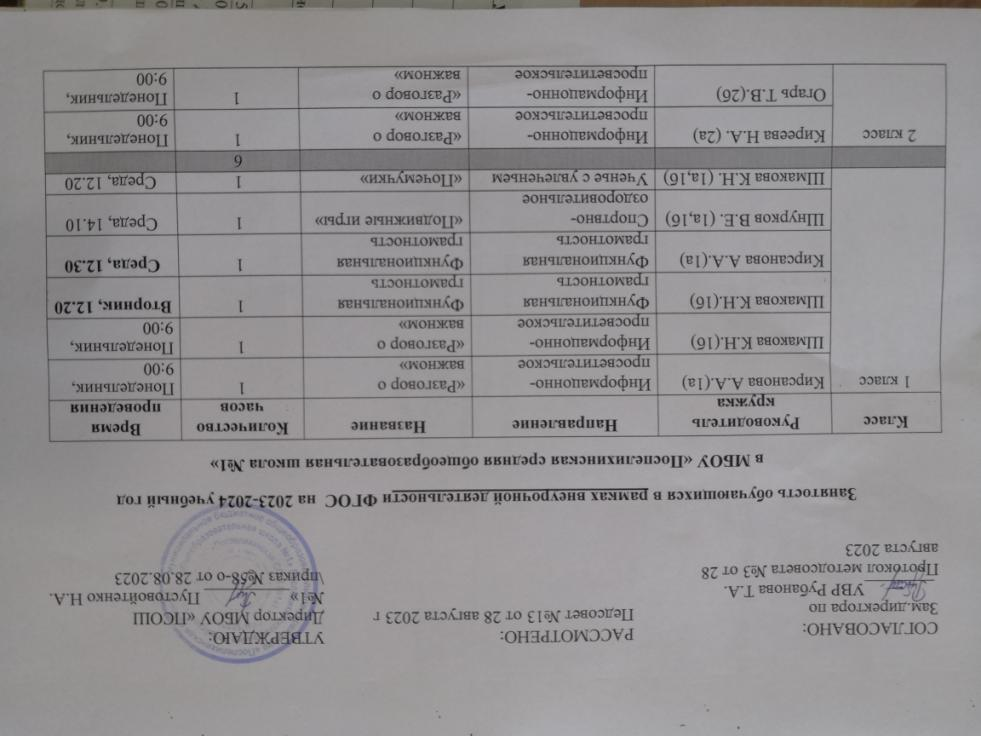 СОГЛАСОВАНО:
Зам.директора по
УВР Рубанова Т.А.
Протокол методсовета №3 от 28
августа 2023
РАССМОТРЕНО:
Педсовет №13 от 28 августа 2023 г
УТВЕРЖДАЮ:
Директор МБОУ «ПСОШ
№1» Пустовойтенко Н.А.
\приказ №58-о от 28.08.2023
Занятость обучающихся в рамках внеурочной деятельности ФГОС на 2023-2024 учебный год
в МБОУ «Поспелихинская средняя общеобразовательная школа №1»
Класс Руководитель кружка Направление Название Количество часов Время проведения
1 класс Кирсанова А.А.(1а) Информационно-просветительское «Разговор о важном» 1 Понедельник, 9:00
Шмакова К.Н.(1б) Информационно-просветительское «Разговор о важном» 1 Понедельник, 9:00
Шмакова К.Н.(1б) Функциональная грамотность Функциональная грамотность 1 Вторник, 12.20
Кирсанова А.А.(1а) Функциональная грамотность Функциональная грамотность 1 Среда, 12.30
Шнурков В.Е. (1а,1б) Спортвно-оздоровительное «Подвижные игры» 1 Среда, 14.10
Шмакова К.Н. (1а,1б) Ученье с увлеченьем «Почемучки» 1 Среда, 12.20
6
2 класс Киреева Н.А. (2а) Информационно-просветительское «Разговор о важном» 1 Понедельник, 9:00
Огарь Т.В.(2б) Информационно-просветительское «Разговор о важном» 1 Понедельник, 9:00